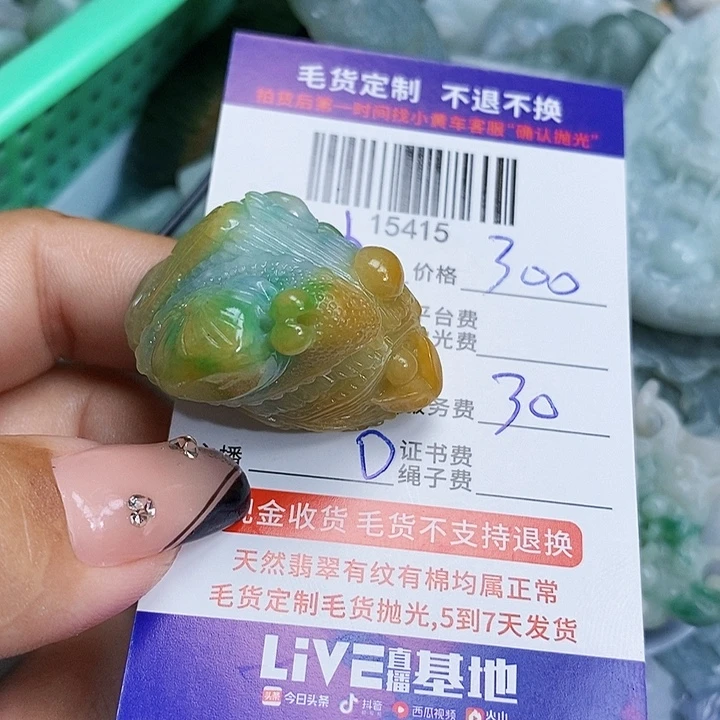 毛货定制 不退不换
拍货后第一时间找小黄车客服“确认抛光”
15415
价格 300
平台费
光费
服务费 30
播 D 证书费
绳子费
现金收货 毛货不支持退换
天然翡翠有纹有棉均属正常
毛货定制毛货抛光,5到7天发货
LiVE直播基地
头条 今日头条 抖音 西瓜视频 火山